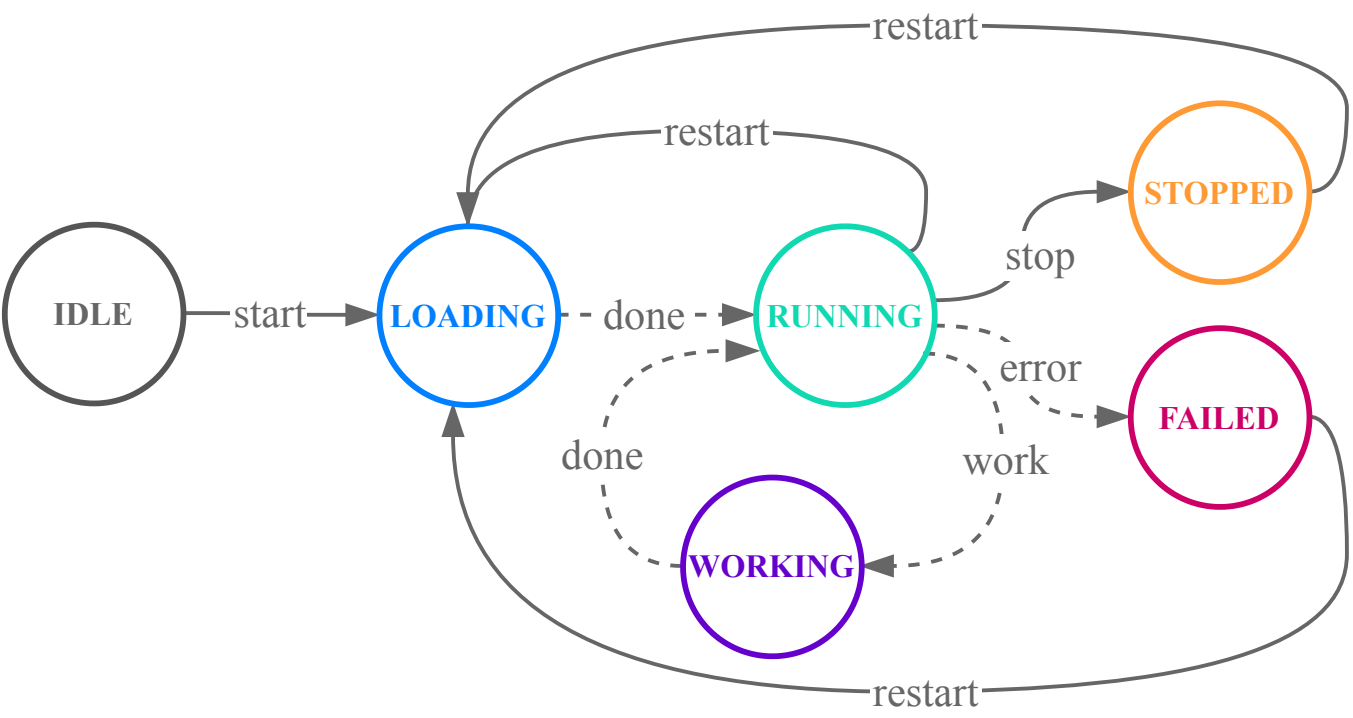 restart
restart
STOPPED
stop
IDLE
start
LOADING
done
RUNNING
error
FAILED
done
work
WORKING
restart